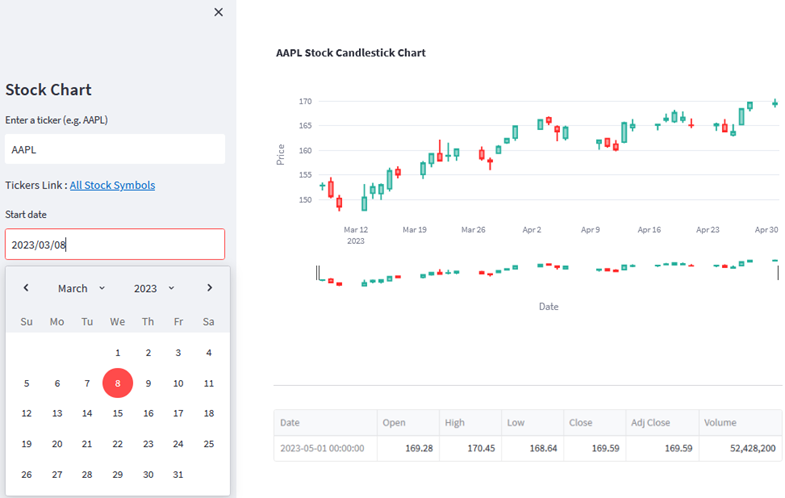 Stock Chart
Enter a ticker (e.g. AAPL)
AAPL
Tickers Link : All Stock Symbols
Start date
2023/03/08
March 2023
Su Mo Tu We Th Fr Sa
1 2 3 4
5 6 7 8 9 10 11
12 13 14 15 16 17 18
19 20 21 22 23 24 25
26 27 28 29 30 31
AAPL Stock Candlestick Chart
Price
170
165
160
155
150
Mar 12 Mar 19 Mar 26 Apr 2 Apr 9 Apr 16 Apr 23 Apr 30
2023
Date
Date Open High Low Close Adj Close Volume
2023-05-01 00:00:00 169.28 170.45 168.64 169.59 169.59 52,428,200